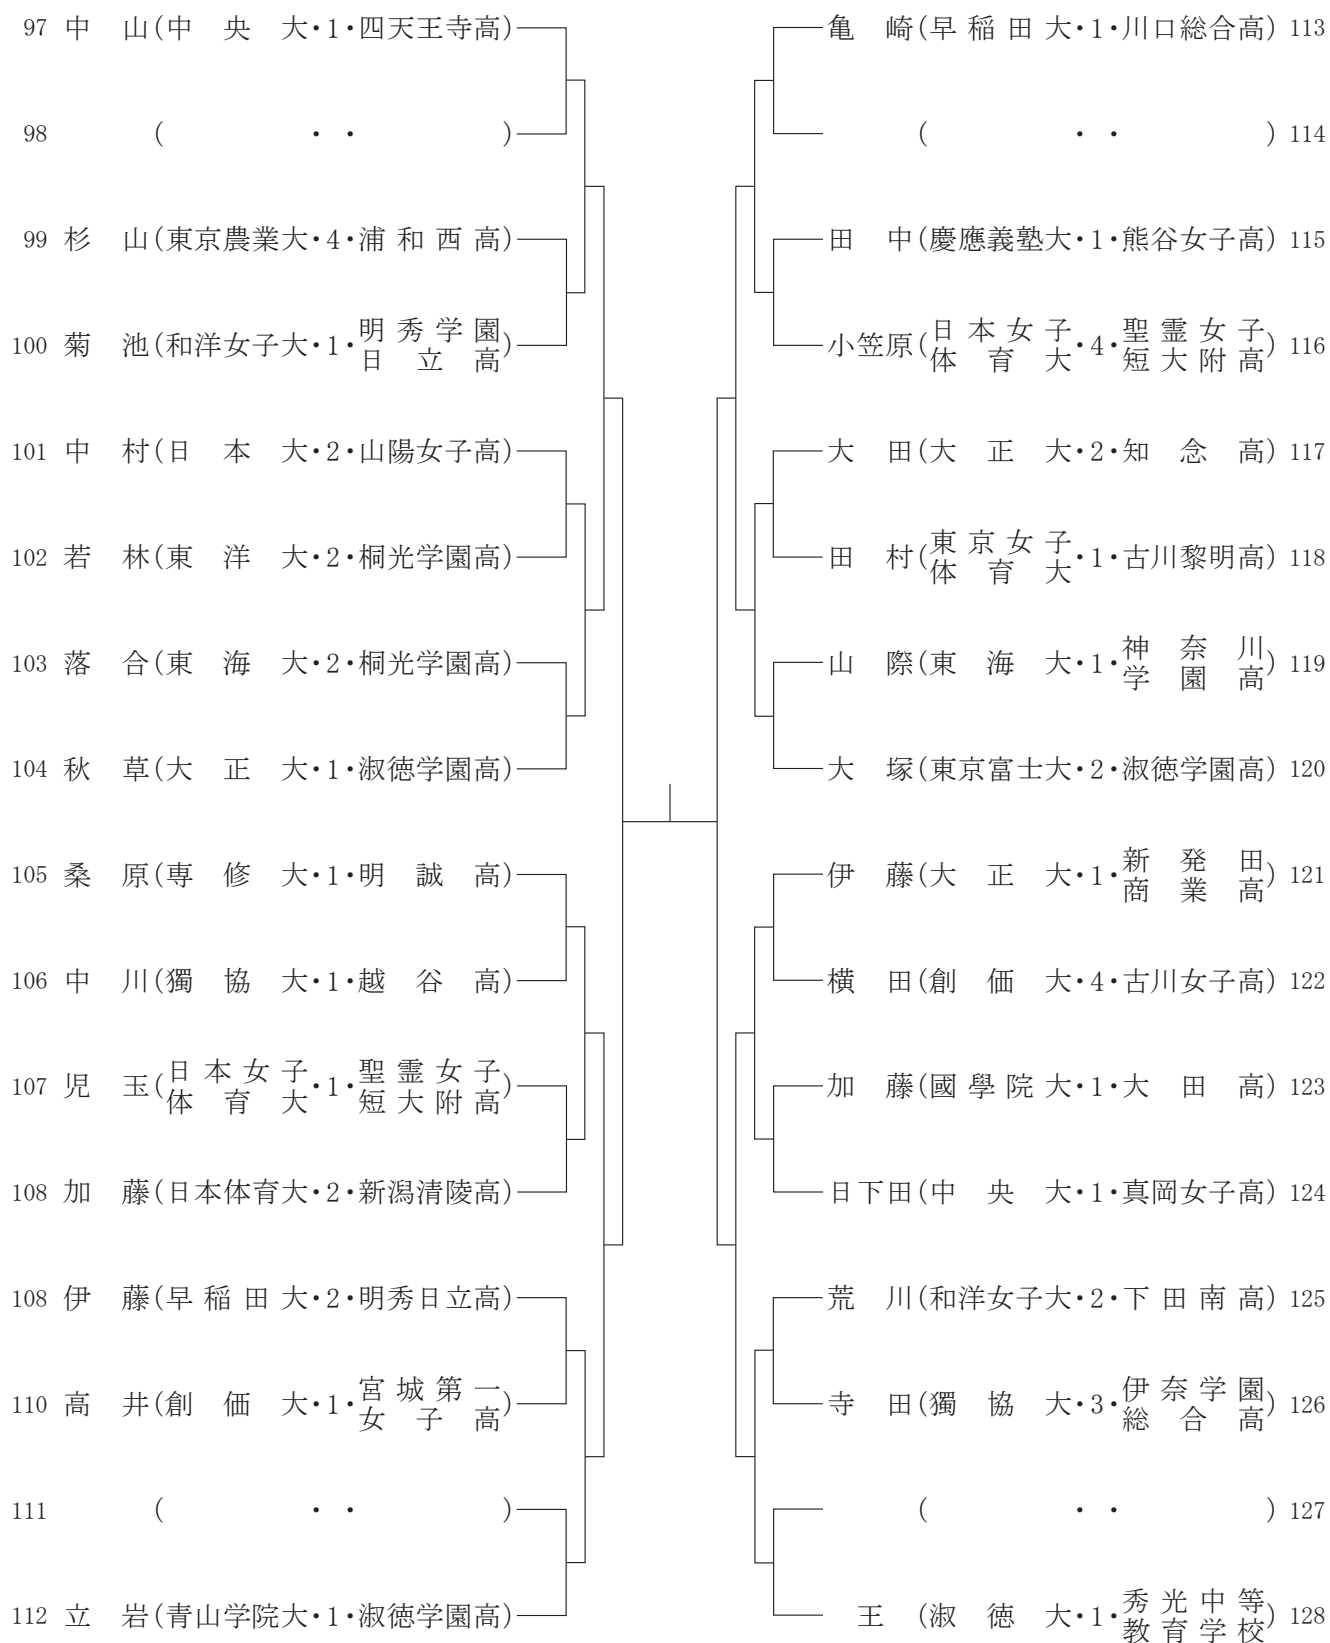 97 中 山(中 央 大・1・四天王寺高)
98 ( ・ ・ )
99 杉 山(東京農業大・4・浦 和 西 高)
100 菊 池(和洋女子大・1・明 秀 学 園 日 立 高)
101 中 村(日 本 大・2・山陽女子高)
102 若 林(東 洋 大・2・桐光学園高)
103 落 合(東 海 大・2・桐光学園高)
104 秋 草(大 正 大・1・淑徳学園高)
105 桑 原(専 修 大・1・明 誠 高)
106 中 川(獨 協 大・1・越 谷 高)
107 児 玉(日 本 女 子 体 育 大・1・聖 霊 女 子 短 大 附 高)
108 加 藤(日本体育大・2・新潟清陵高)
108 伊 藤(早 稲 田 大・2・明秀日立高)
110 高 井(創 価 大・1・宮 城 第 一 女 子 高)
111 ( ・ ・ )
112 立 岩(青山学院大・1・淑徳学園高)
亀 崎(早 稲 田 大・1・川口総合高) 113
( ・ ・ ) 114
田 中(慶應義塾大・1・熊谷女子高) 115
小笠原(日 本 女 子 体 育 大・4・聖 霊 女 子 短 大 附 高) 116
大 田(大 正 大・2・知 念 高) 117
田 村(東 京 女 子 体 育 大・1・古川黎明高) 118
山 際(東 海 大・1・神 奈 川 学 園 高) 119
大 塚(東京富士大・2・淑徳学園高) 120
伊 藤(大 正 大・1・新 発 田 商 業 高) 121
横 田(創 価 大・4・古川女子高) 122
加 藤(國 學 院 大・1・大 田 高) 123
日下田(中 央 大・1・真岡女子高) 124
荒 川(和洋女子大・2・下 田 南 高) 125
寺 田(獨 協 大・3・伊 奈 学 園 総 合 高) 126
( ・ ・ ) 127
王 (淑 徳 大・1・秀 光 中 等 教 育 学 校) 128